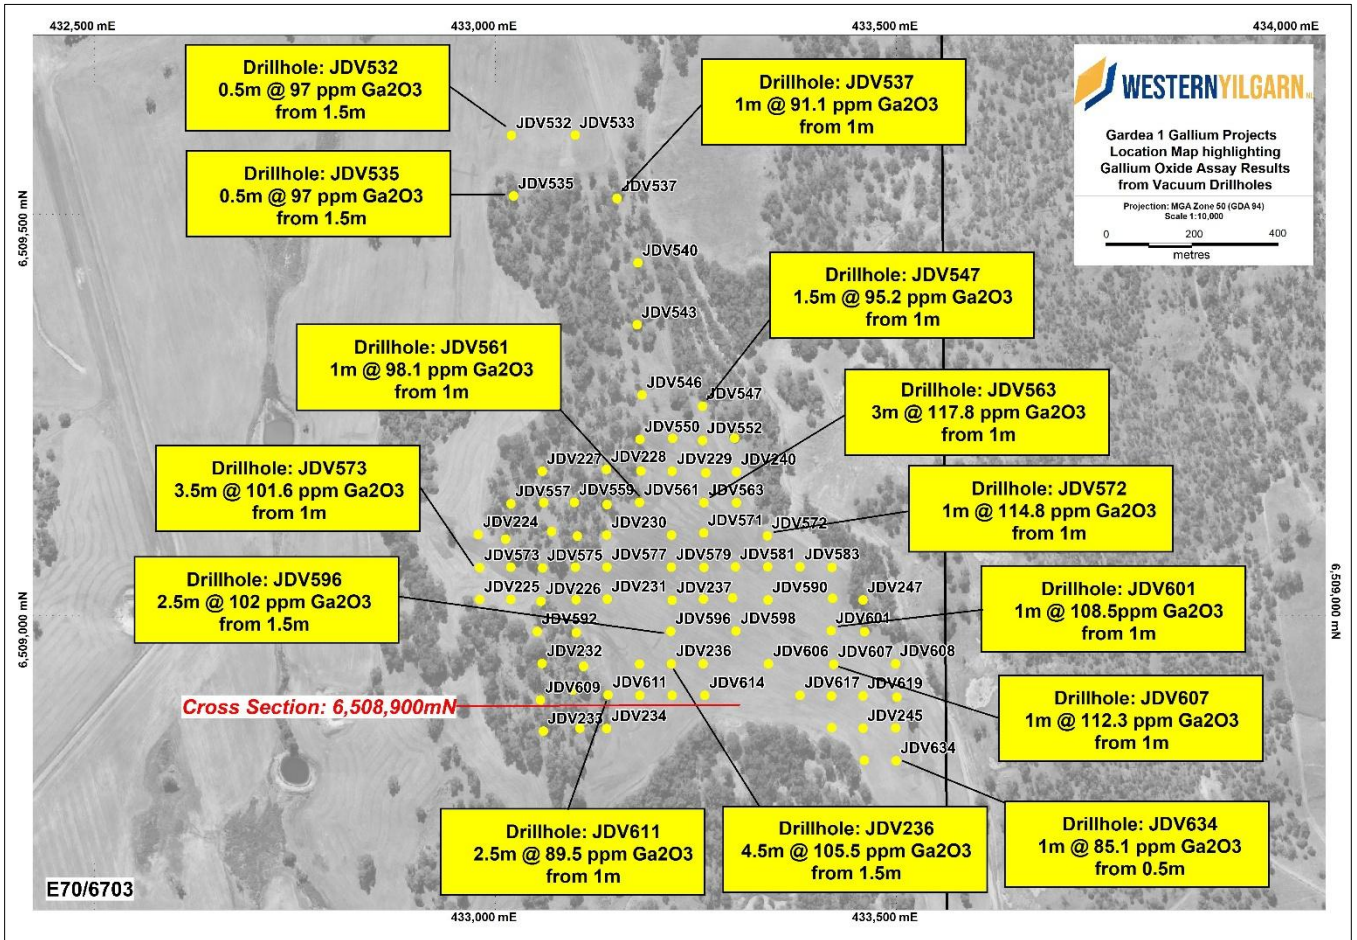 432,500 mE
433,000 mE
433,500 mE
434,000 mE
WESTERNYILGARN NL
Gardea 1 Gallium Projects
Location Map highlighting
Gallium Oxide Assay Results
from Vacuum Drillholes
Projection: MGA Zone 50 (GDA 94)
Scale 1:10,000
0 200 400
metres
Drillhole: JDV532
0.5m @ 97 ppm Ga2O3
from 1.5m
Drillhole: JDV537
1m @ 91.1 ppm Ga2O3
from 1m
JDV532 JDV533
Drillhole: JDV535
0.5m @ 97 ppm Ga2O3
from 1.5m
JDV535 JDV537
6,509,500 mN
JDV540
Drillhole: JDV547
1.5m @ 95.2 ppm Ga2O3
from 1m
JDV543
Drillhole: JDV561
1m @ 98.1 ppm Ga2O3
from 1m
JDV546 JDV547
Drillhole: JDV563
3m @ 117.8 ppm Ga2O3
from 1m
JDV550 JDV552
JDV227 JDV228 JDV229 JDV240
Drillhole: JDV573
3.5m @ 101.6 ppm Ga2O3
from 1m
JDV557 JDV559 JDV561 JDV563
Drillhole: JDV572
1m @ 114.8 ppm Ga2O3
from 1m
JDV224 JDV230 JDV571 JDV572
JDV573 JDV575 JDV577 JDV579 JDV581 JDV583
Drillhole: JDV596
2.5m @ 102 ppm Ga2O3
from 1.5m
JDV225 JDV226 JDV231 JDV237 JDV590 JDV247
Drillhole: JDV601
1m @ 108.5ppm Ga2O3
from 1m
6,509,000 mN
6,509,000 mN
JDV592 JDV596 JDV598 JDV601
JDV232 JDV236 JDV606 JDV607 JDV608
Drillhole: JDV607
1m @ 112.3 ppm Ga2O3
from 1m
JDV609 JDV611 JDV614 JDV617 JDV619
Cross Section: 6,508,900mN
JDV233 JDV234 JDV245
JDV634
Drillhole: JDV611
2.5m @ 89.5 ppm Ga2O3
from 1m
Drillhole: JDV236
4.5m @ 105.5 ppm Ga2O3
from 1.5m
Drillhole: JDV634
1m @ 85.1 ppm Ga2O3
from 0.5m
E70/6703
433,000 mE
433,500 mE